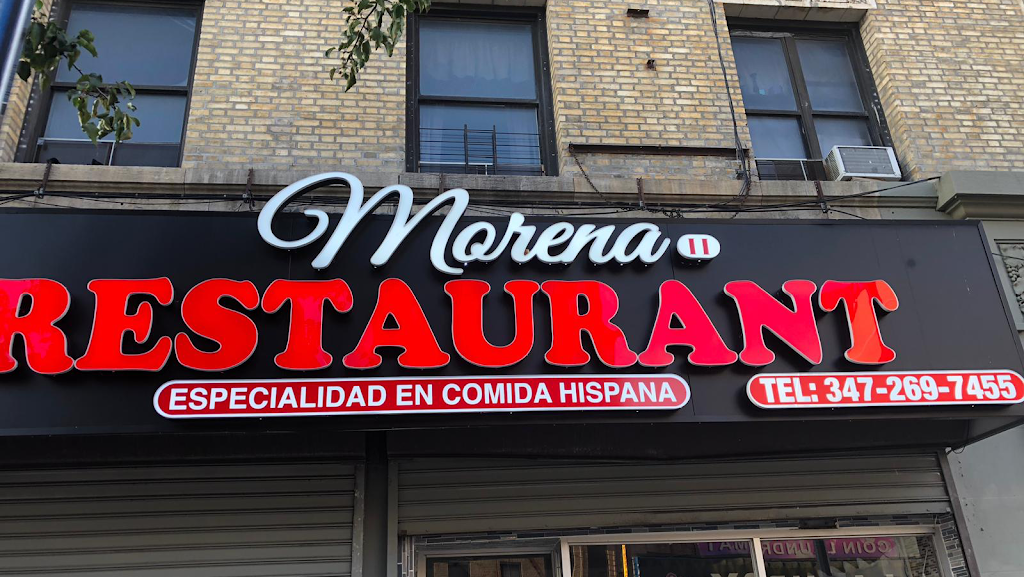 Morena II
RESTAURANT
ESPECIALIDAD EN COMIDA HISPANA
TEL: 347-269-7455